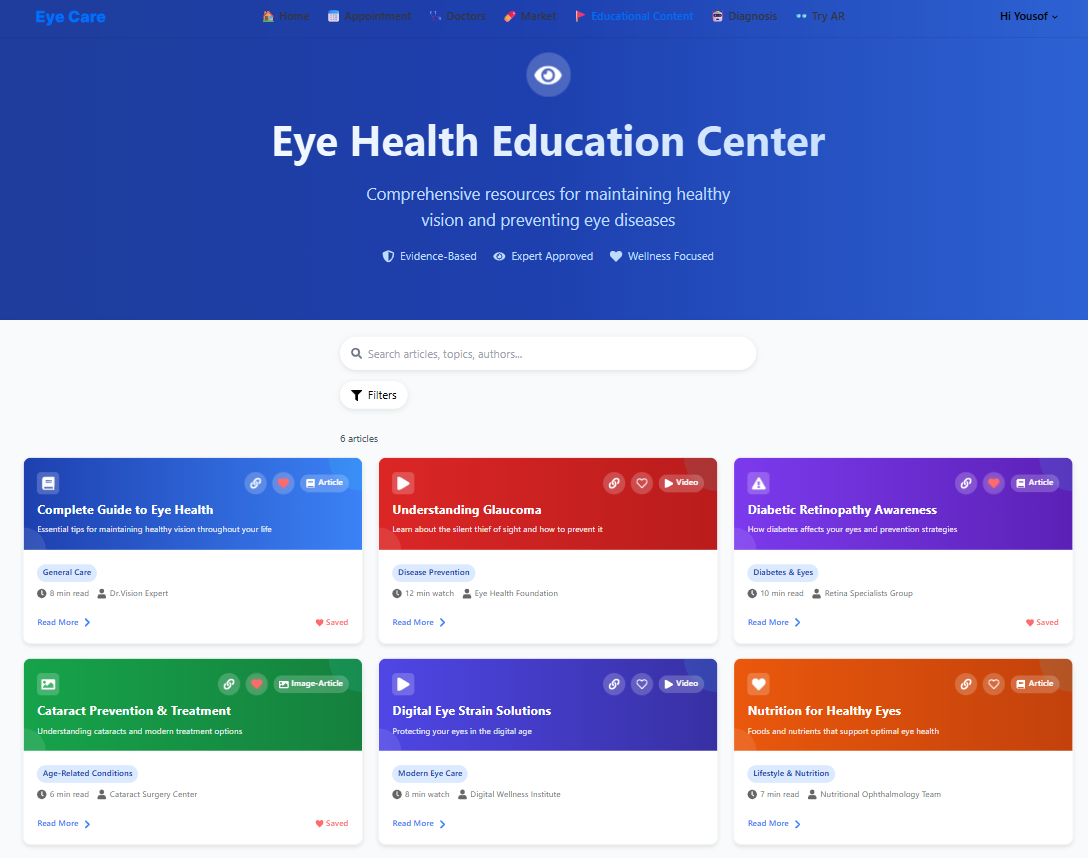 Eye Care
Home
Appointment
Doctors
Market
Educational Content
Diagnosis
Try AR
Hi Yousof
Eye Health Education Center
Comprehensive resources for maintaining healthy
vision and preventing eye diseases
Evidence-Based
Expert Approved
Wellness Focused
Search articles, topics, authors...
Filters
6 articles
Article
Complete Guide to Eye Health
Essential tips for maintaining healthy vision throughout your life
General Care
8 min read
Dr.Vision Expert
Read More
Saved
Video
Understanding Glaucoma
Learn about the silent thief of sight and how to prevent it
Disease Prevention
12 min watch
Eye Health Foundation
Read More
Article
Diabetic Retinopathy Awareness
How diabetes affects your eyes and prevention strategies
Diabetes & Eyes
10 min read
Retina Specialists Group
Read More
Saved
Image-Article
Cataract Prevention & Treatment
Understanding cataracts and modern treatment options
Age-Related Conditions
6 min read
Cataract Surgery Center
Read More
Saved
Video
Digital Eye Strain Solutions
Protecting your eyes in the digital age
Modern Eye Care
8 min watch
Digital Wellness Institute
Read More
Article
Nutrition for Healthy Eyes
Foods and nutrients that support optimal eye health
Lifestyle & Nutrition
7 min read
Nutritional Ophthalmology Team
Read More